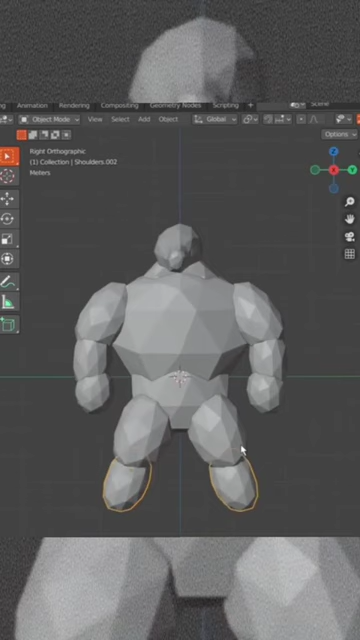 Animation Rendering Compositing Geometry Nodes Scripting + Scene
Object Mode View Select Add Object Global
Options
Right Orthographic
(1) Collection | Shoulders.002
Meters
Z
X
Y